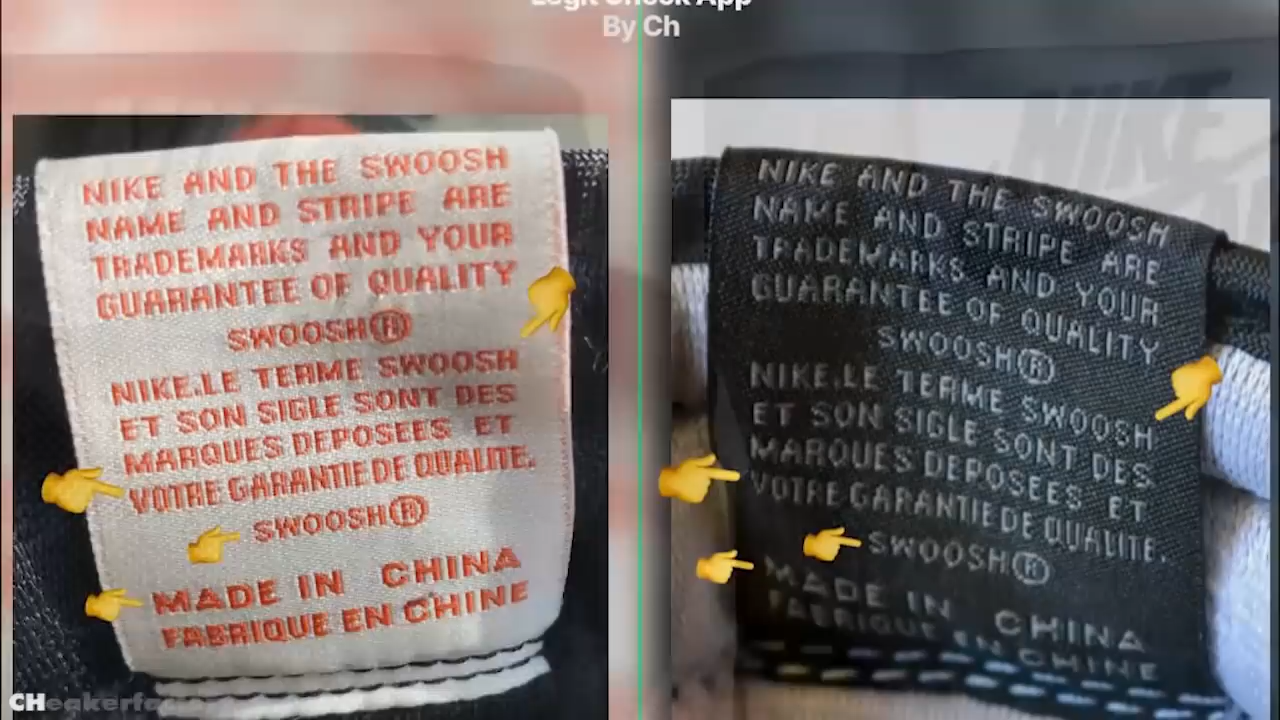 By Ch
NIKE AND THE SWOOSH
NAME AND STRIPE ARE
TRADEMARKS AND YOUR
GUARANTEE OF QUALITY
SWOOSH®
NIKE.LE TERME SWOOSH
ET SON SIGLE SONT DES
MARQUES DEPOSEES ET
VOTRE GARANTIE DE QUALITE.
SWOOSH®
MADE IN CHINA
FABRIQUE EN CHINE
NIKE AND THE SWOOSH
NAME AND STRIPE ARE
TRADEMARKS AND YOUR
GUARANTEE OF QUALITY
SWOOSH®
NIKE.LE TERME SWOOSH
ET SON SIGLE SONT DES
MARQUES DEPOSEES ET
VOTRE GARANTIE DE QUALITE.
SWOOSH®
MADE IN CHINA
FABRIQUE EN CHINE
NIKE